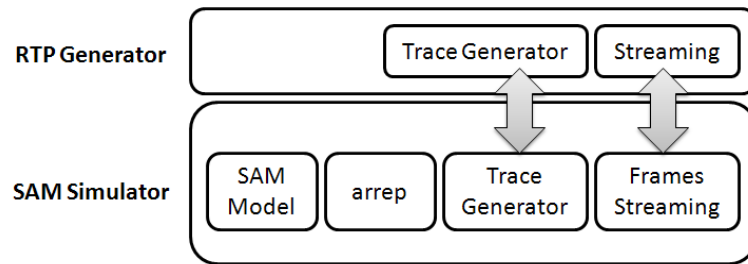 RTP Generator
Trace Generator
Streaming
SAM Simulator
SAM
Model
arrep
Trace
Generator
Frames
Streaming